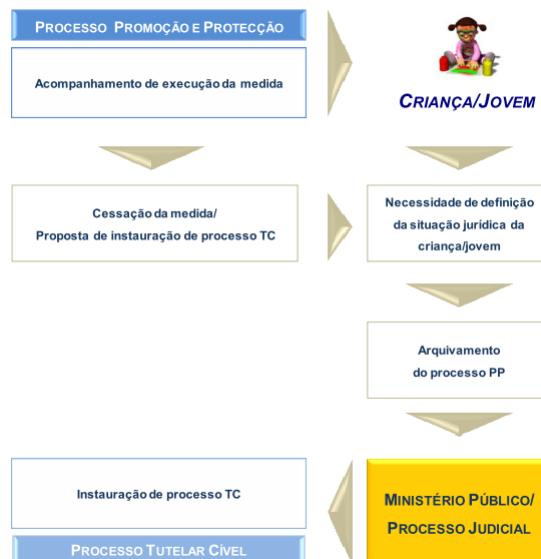 PROCESSO PROMOÇÃO E PROTECÇÃO
Acompanhamento de execução da medida
CRIANÇA/JOVEM
Cessação da medida/
Proposta de instauração de processo TC
Necessidade de definição
da situação jurídica da
criança/jovem
Arquivamento
do processo PP
Instauração de processo TC
PROCESSO TUTELAR CÍVEL
MINISTÉRIO PÚBLICO/
PROCESSO JUDICIAL